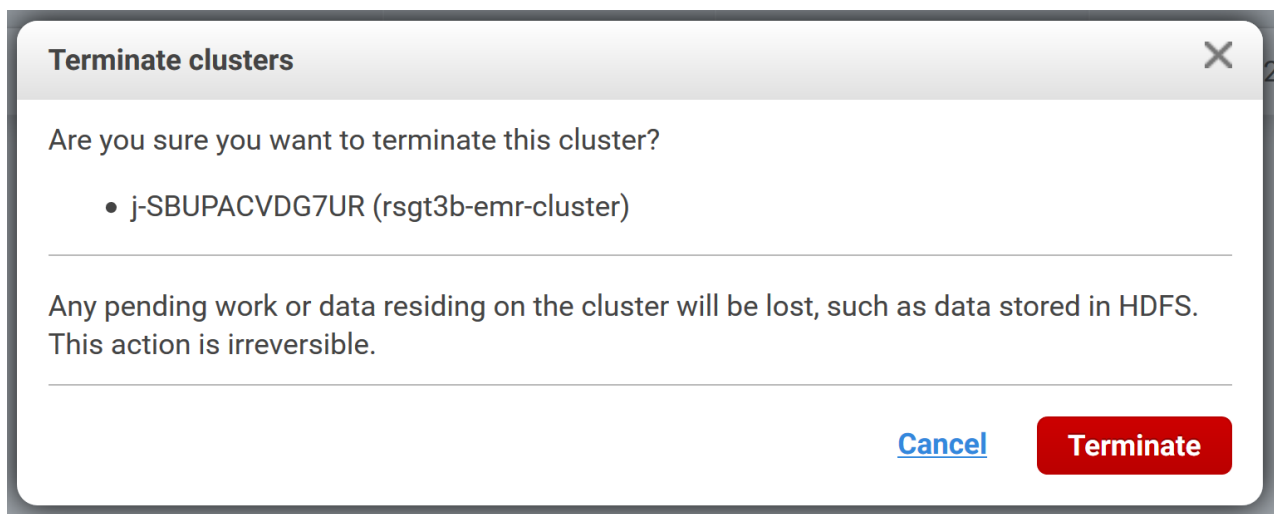 Terminate clusters
2
Are you sure you want to terminate this cluster?
• j-SBUPACVDG7UR (rsgt3b-emr-cluster)
Any pending work or data residing on the cluster will be lost, such as data stored in HDFS.
This action is irreversible.
Cancel Terminate